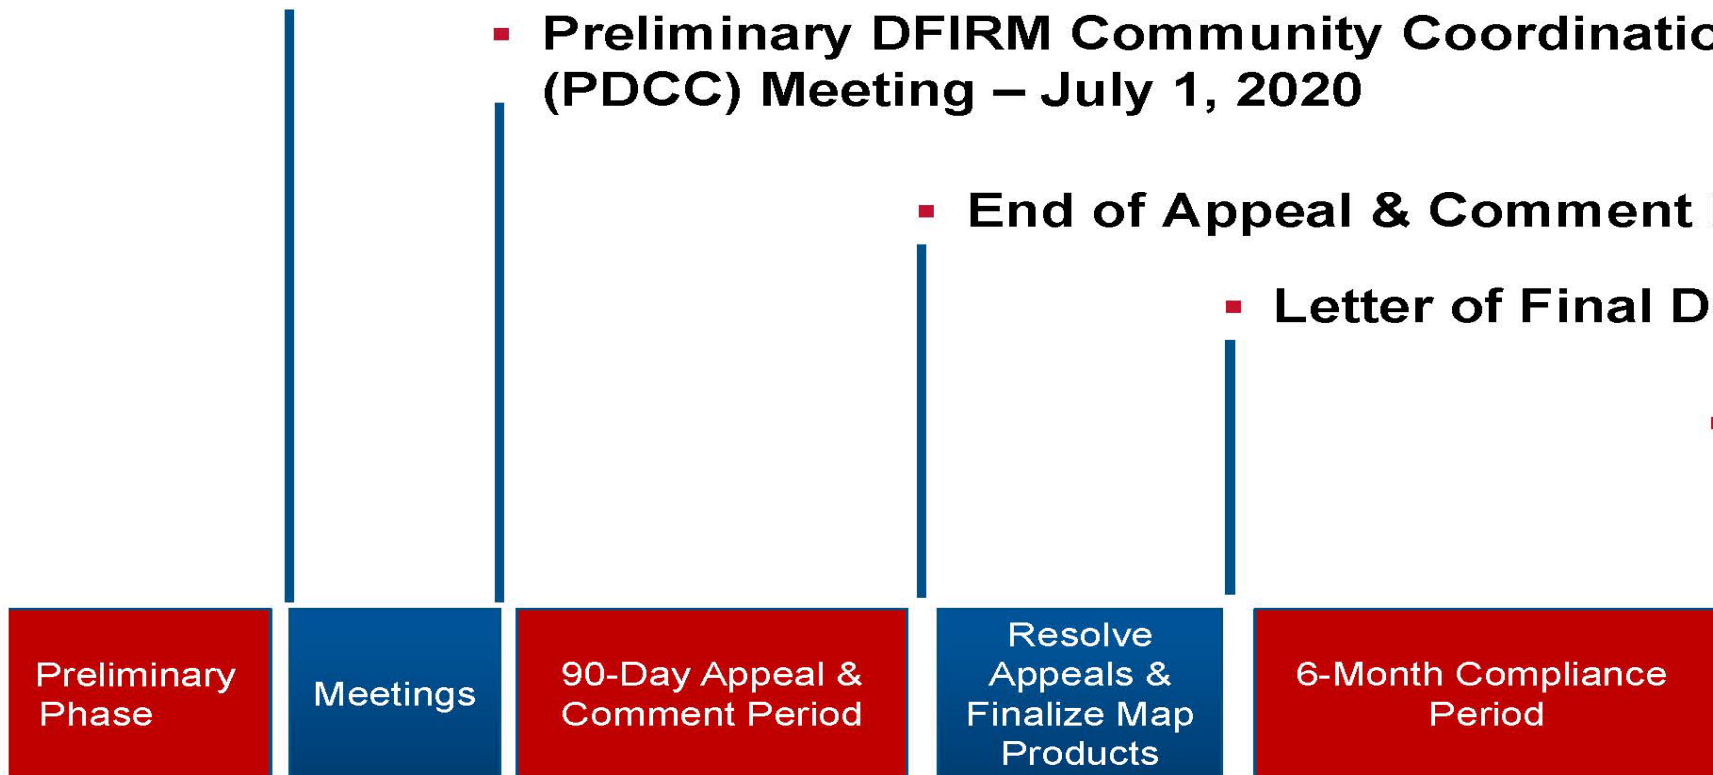 Preliminary DFIRM Community Coordinatio
(PDCC) Meeting – July 1, 2020
End of Appeal & Comment
Letter of Final D
Preliminary
Phase
Meetings
90-Day Appeal &
Comment Period
Resolve
Appeals &
Finalize Map
Products
6-Month Compliance
Period